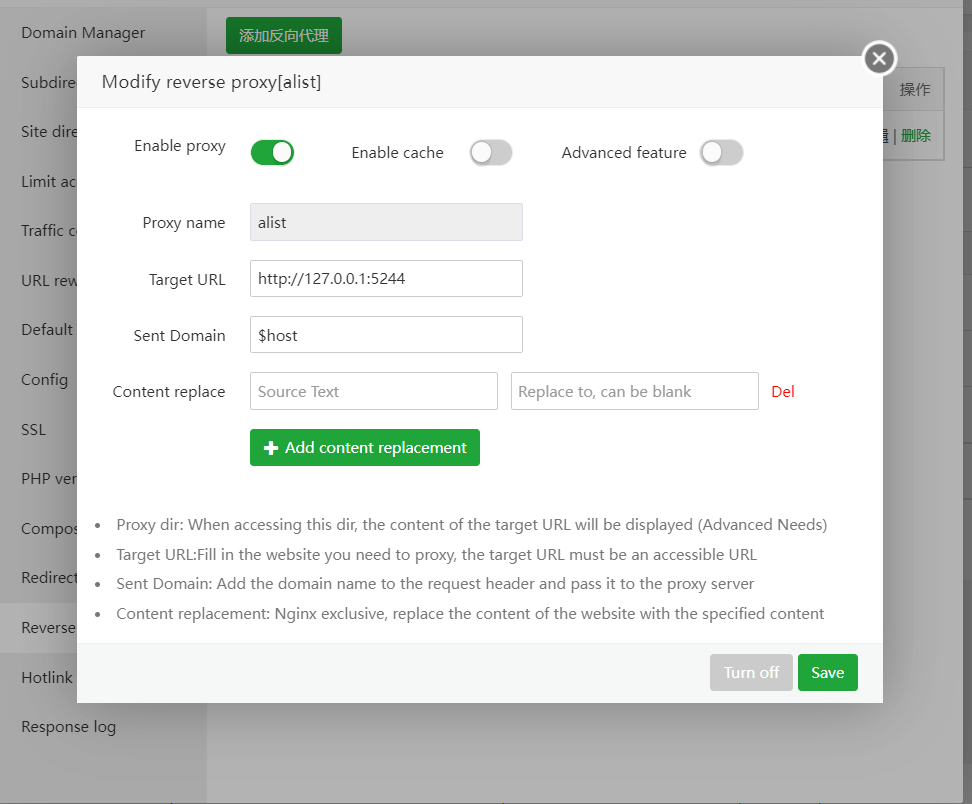 Domain Manager
添加反向代理
Modify reverse proxy[alist]
Subdire
操作
Site dire
Enable proxy
Enable cache
Advanced feature
| 删除
Limit ac
Proxy name
alist
Traffic c
Target URL
http://127.0.0.1:5244
URL rew
Sent Domain
$host
Default
Config
Content replace
Source Text
Replace to, can be blank
Del
SSL
Add content replacement
PHP ver
Compos
Proxy dir: When accessing this dir, the content of the target URL will be displayed (Advanced Needs)
Target URL:Fill in the website you need to proxy, the target URL must be an accessible URL
Redirect
Sent Domain: Add the domain name to the request header and pass it to the proxy server
Reverse
Content replacement: Nginx exclusive, replace the content of the website with the specified content
Hotlink
Turn off
Save
Response log